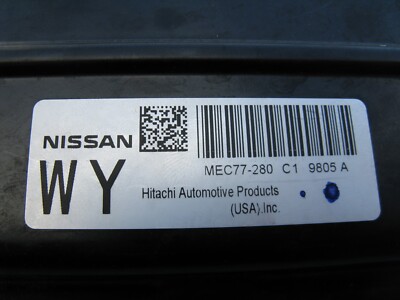 NISSAN
WY
MEC77-280 C1 9805 A
Hitachi Automotive Products
(USA).Inc.